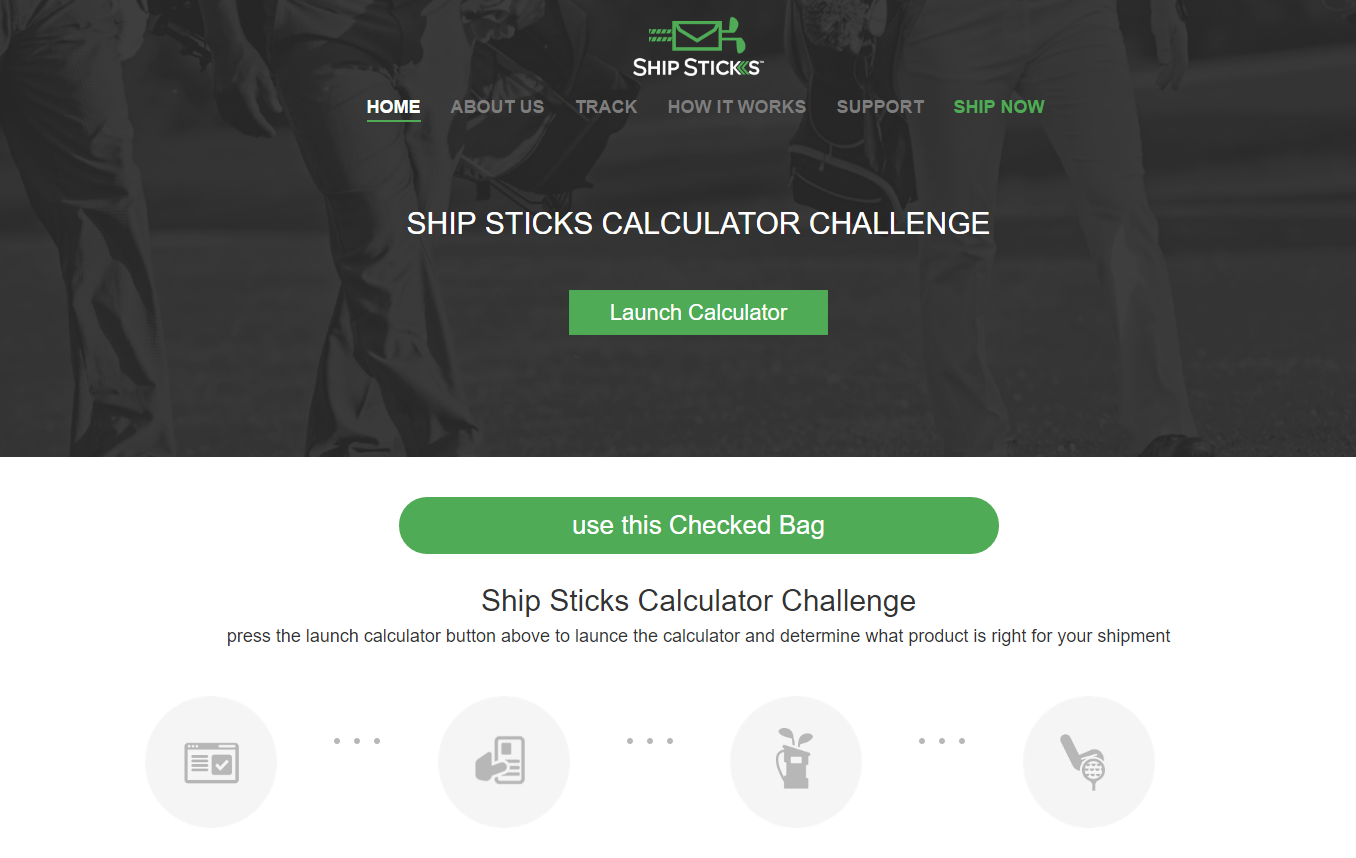 SHIP STICKS™
HOME ABOUT US TRACK HOW IT WORKS SUPPORT SHIP NOW
SHIP STICKS CALCULATOR CHALLENGE
Launch Calculator
use this Checked Bag
Ship Sticks Calculator Challenge
press the launch calculator button above to launce the calculator and determine what product is right for your shipment